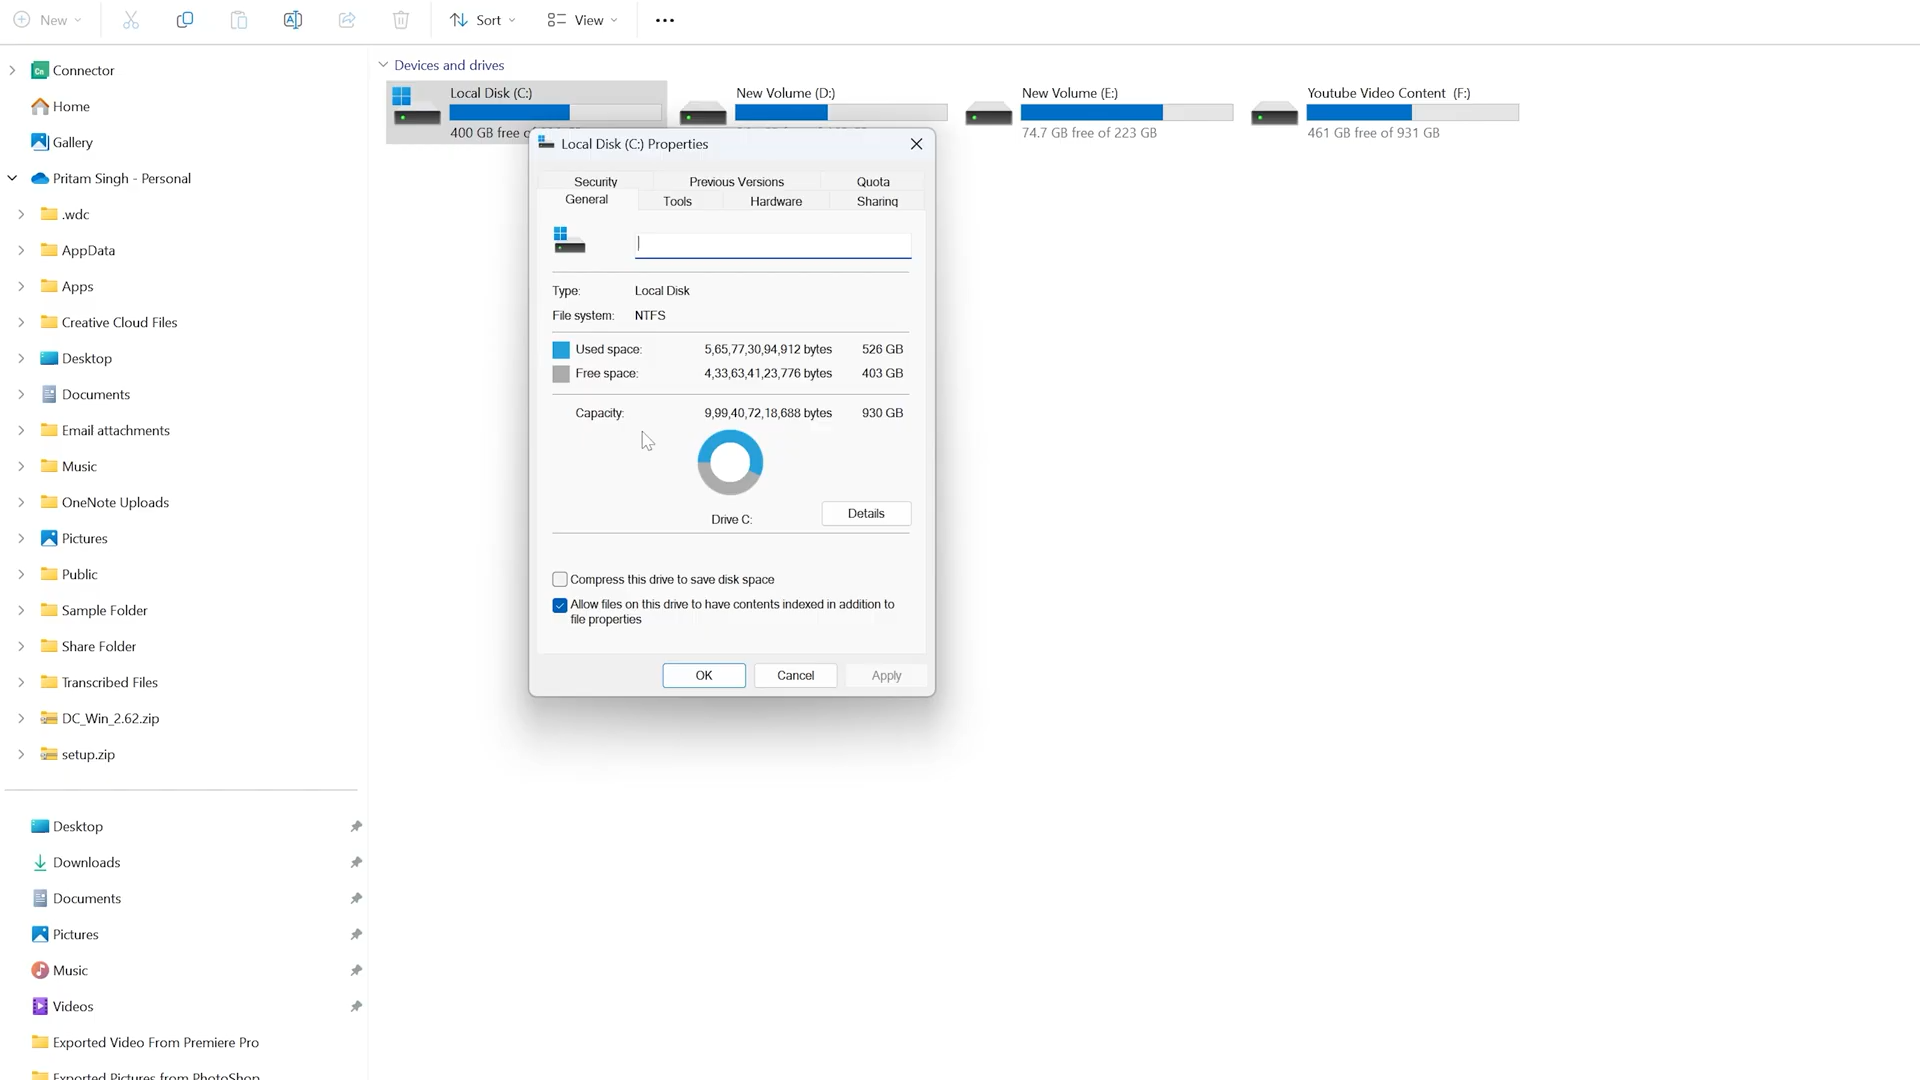 New
Sort
View
Connector
Home
Gallery
Pritam Singh - Personal
.wdc
AppData
Apps
Creative Cloud Files
Desktop
Documents
Email attachments
Music
OneNote Uploads
Pictures
Public
Sample Folder
Share Folder
Transcribed Files
DC_Win_2.62.zip
setup.zip
Desktop
Downloads
Documents
Pictures
Music
Videos
Exported Video From Premiere Pro
Exported Pictures from PhotoShop
Devices and drives
Local Disk (C:)
400 GB free
New Volume (D:)
New Volume (E:)
74.7 GB free of 223 GB
Youtube Video Content (F:)
461 GB free of 931 GB
Local Disk (C:) Properties
Security Previous Versions Quota
General Tools Hardware Sharing
Type: Local Disk
File system: NTFS
Used space: 5,65,77,30,94,912 bytes 526 GB
Free space: 4,33,63,41,23,776 bytes 403 GB
Capacity: 9,99,40,72,18,688 bytes 930 GB
Drive C:
Details
Compress this drive to save disk space
Allow files on this drive to have contents indexed in addition to
file properties
OK Cancel Apply